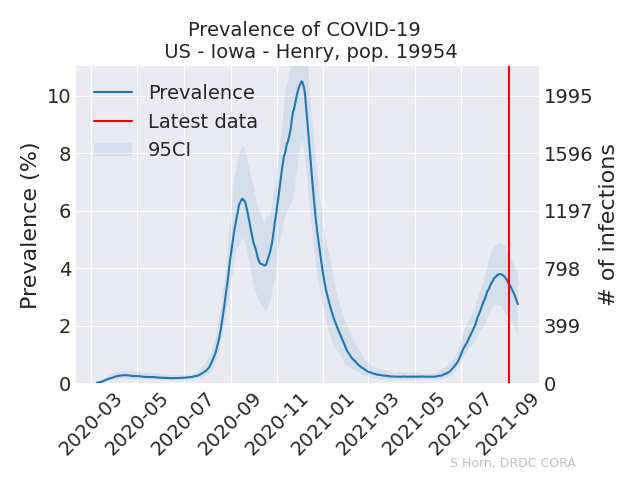 Prevalence of COVID-19
US - Iowa - Henry, pop. 19954
Prevalence
Latest data
95CI
Prevalence (%)
10
8
6
4
2
0
# of infections
1995
1596
1197
798
399
0
2020-03
2020-05
2020-07
2020-09
2020-11
2021-01
2021-03
2021-05
2021-07
2021-09
S Horn, DRDC CORA